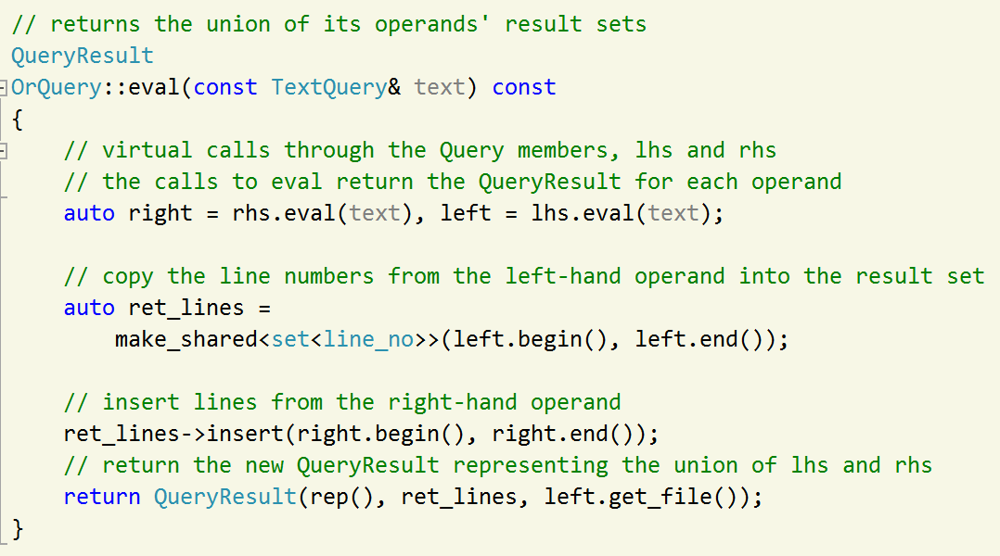 // returns the union of its operands' result sets
QueryResult
OrQuery::eval(const TextQuery& text) const
{
    // virtual calls through the Query members, lhs and rhs
    // the calls to eval return the QueryResult for each operand
    auto right = rhs.eval(text), left = lhs.eval(text);

    // copy the line numbers from the left-hand operand into the result set
    auto ret_lines =
        make_shared<set<line_no>>(left.begin(), left.end());

    // insert lines from the right-hand operand
    ret_lines->insert(right.begin(), right.end());
    // return the new QueryResult representing the union of lhs and rhs
    return QueryResult(rep(), ret_lines, left.get_file());
}